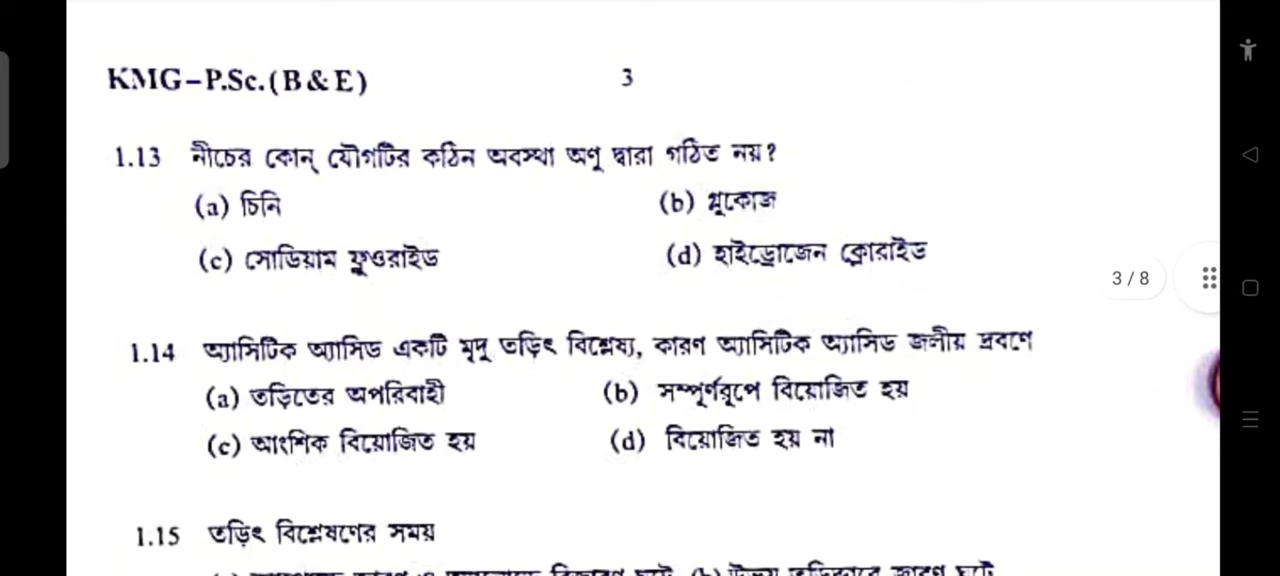 KMG–P.Sc.(B&E) 3
1.13 নীচের কোন্ যৌগটির কঠিন অবস্থা অণু দ্বারা গঠিত নয়?
(a) চিনি (b) গ্লুকোজ
(c) সোডিয়াম ফ্লুওরাইড (d) হাইড্রোজেন ক্লোরাইড
3 / 8
1.14 অ্যাসিটিক অ্যাসিড একটি মৃদু তড়িৎ বিশ্লেষ্য, কারণ অ্যাসিটিক অ্যাসিড জলীয় দ্রবণে
(a) তড়িতের অপরিবাহী (b) সম্পূর্ণরূপে বিয়োজিত হয়
(c) আংশিক বিয়োজিত হয় (d) বিয়োজিত হয় না
1.15 তড়িৎ বিশ্লেষণের সময়